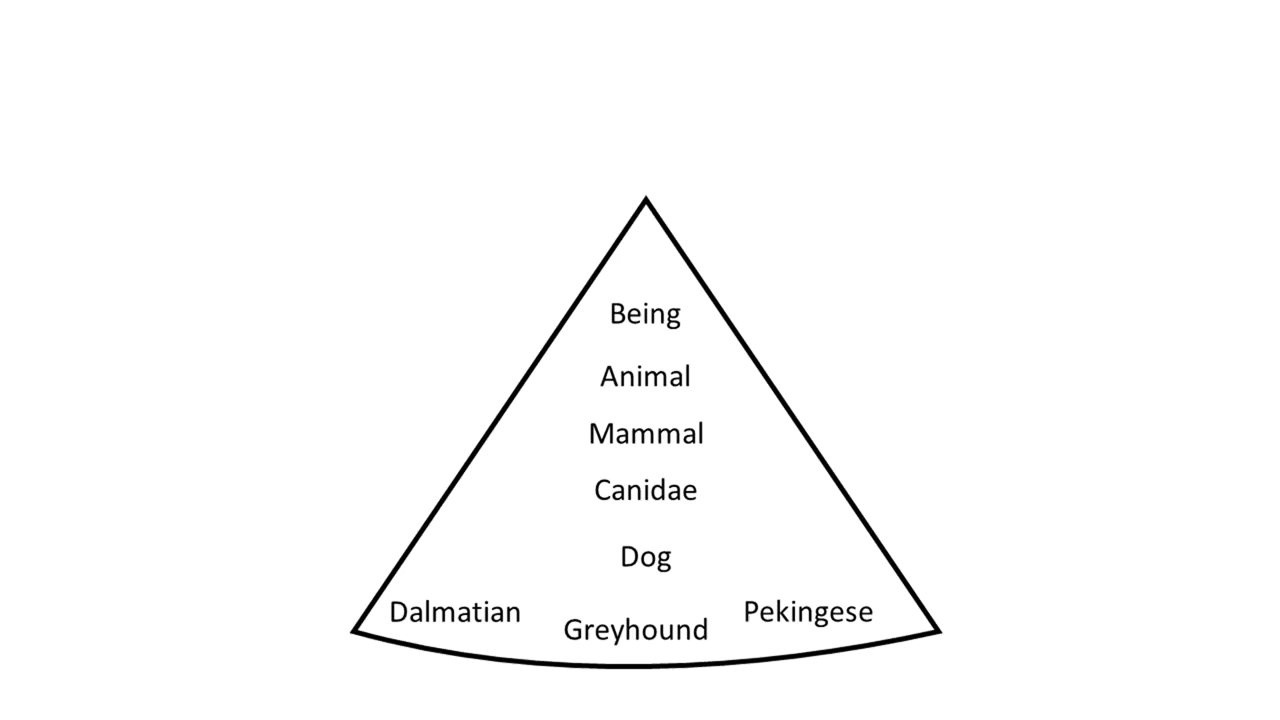 Being
Animal
Mammal
Canidae
Dog
Dalmatian Greyhound Pekingese